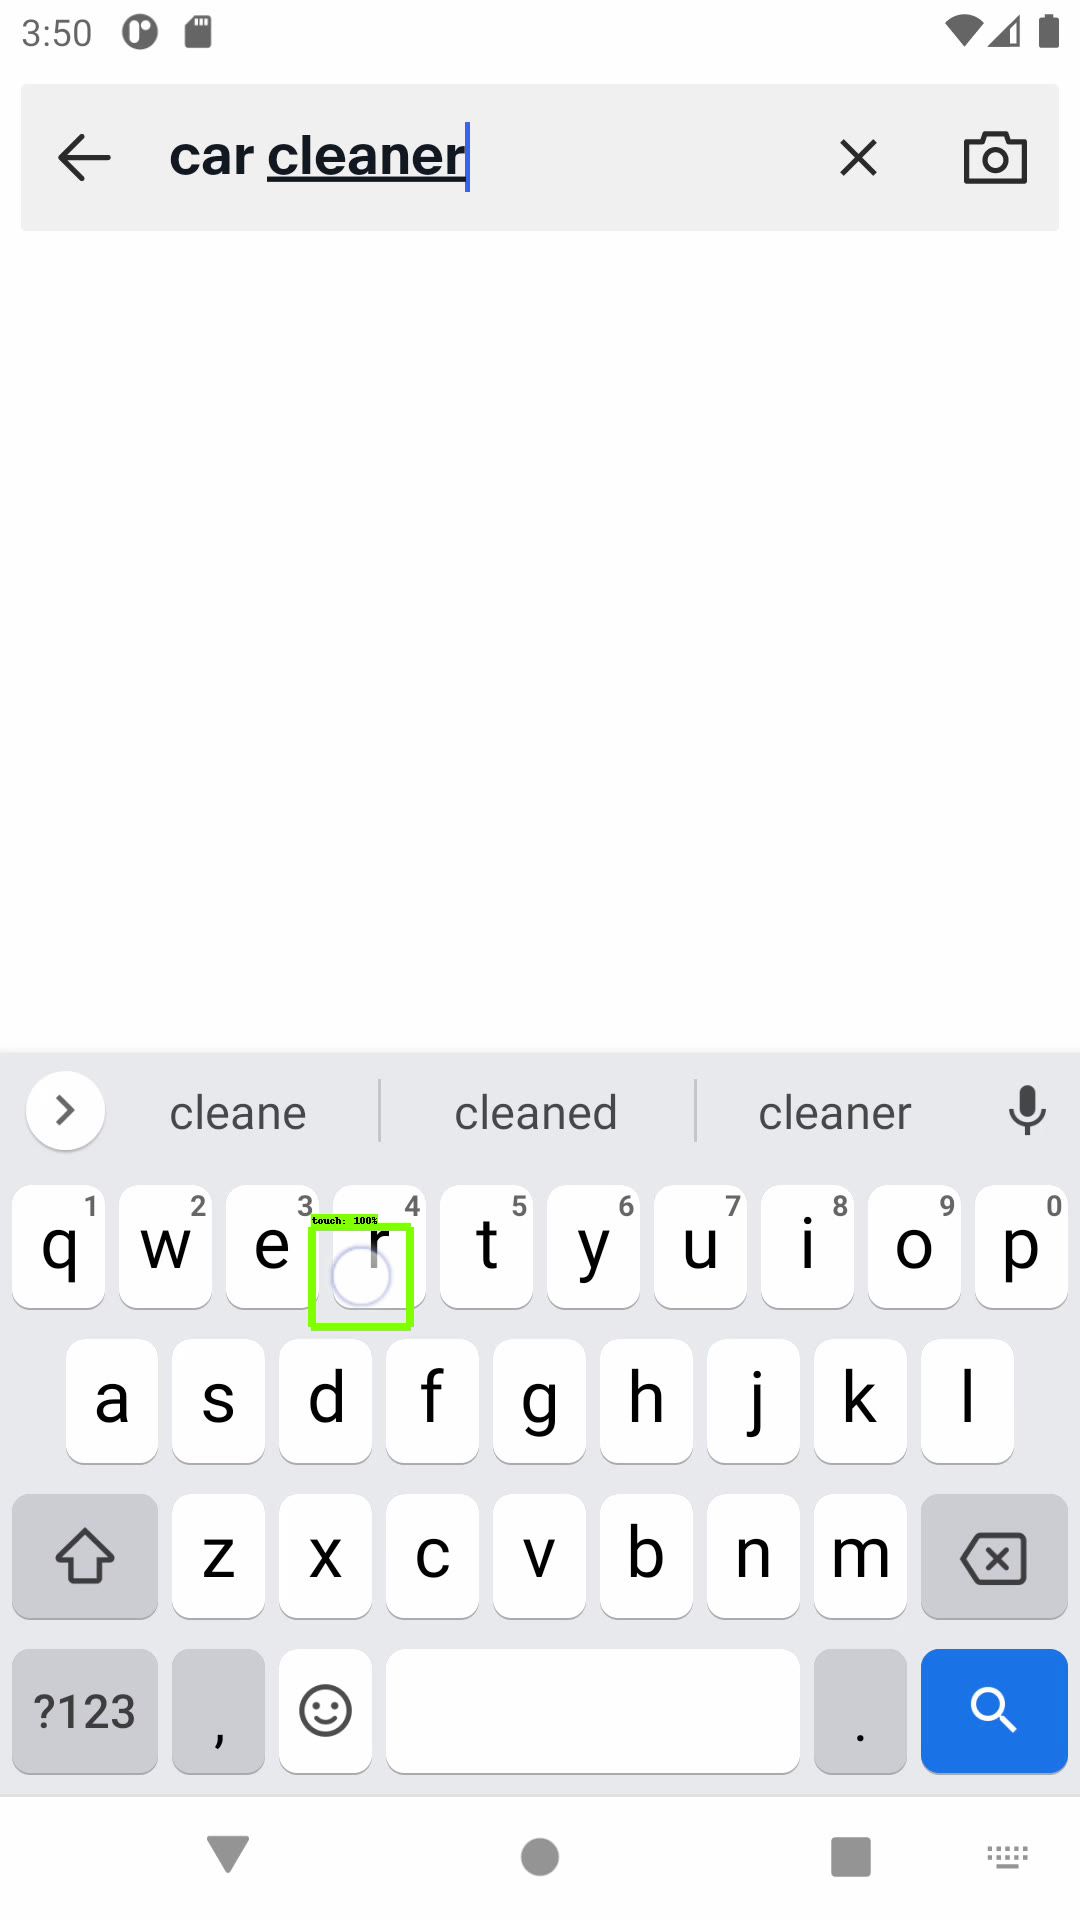 3:50
car cleaner
cleane cleaned cleaner
1 2 3 4 5 6 7 8 9 0
touch: 100%
q w e r t y u i o p
a s d f g h j k l
z x c v b n m
?123 , .